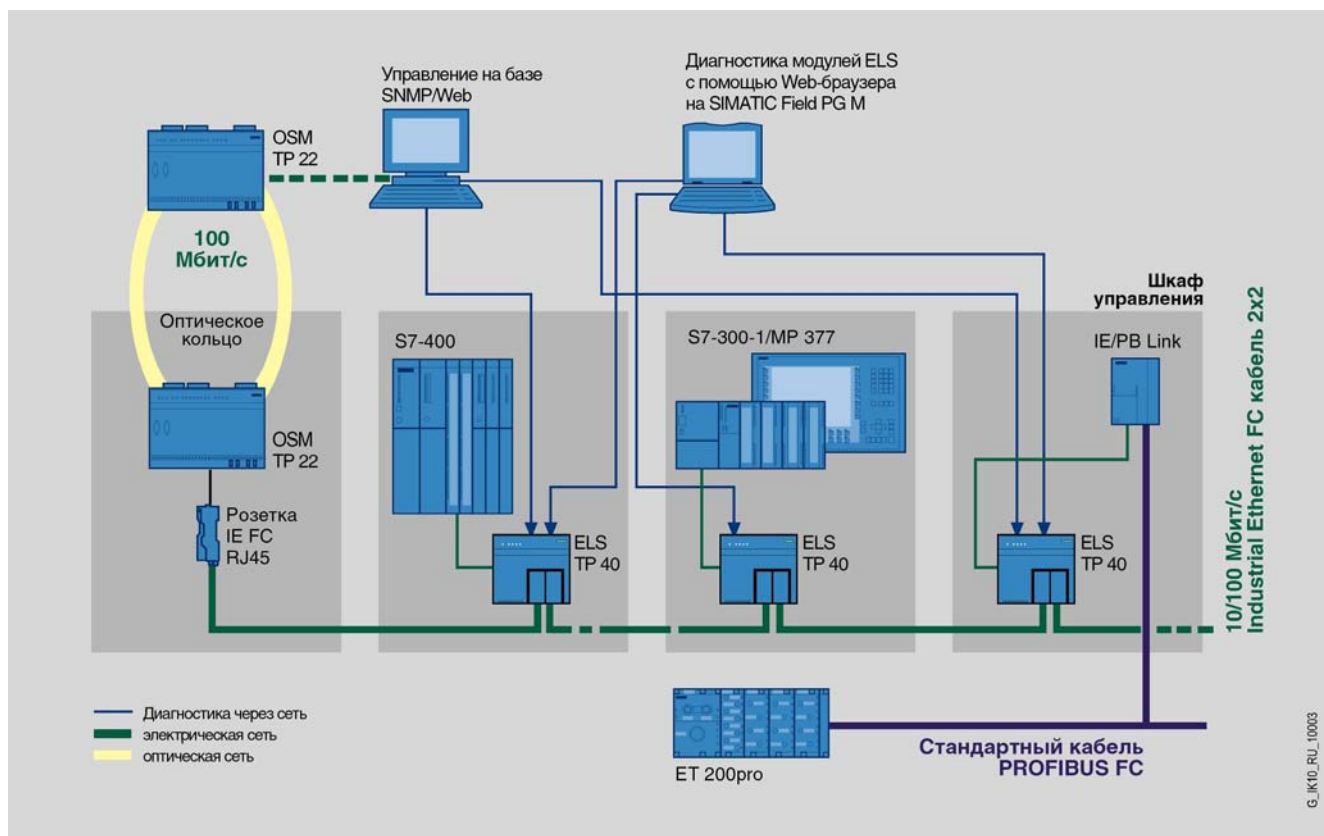 Управление на базе
SNMP/Web
Диагностика модулей ELS
с помощью Web-браузера
на SIMATIC Field PG M
OSM
TP 22
100
Мбит/с
Оптическое
кольцо
OSM
TP 22
Розетка
IE FC
RJ45
S7-400
ELS
TP 40
S7-300-1/MP 377
ELS
TP 40
Шкаф
управления
IE/PB Link
ELS
TP 40
10/100 Мбит/с
Industrial Ethernet FC кабель 2x2
Диагностика через сеть
электрическая сеть
оптическая сеть
ET 200pro
Стандартный кабель
PROFIBUS FC
G_IK10_RU_10003